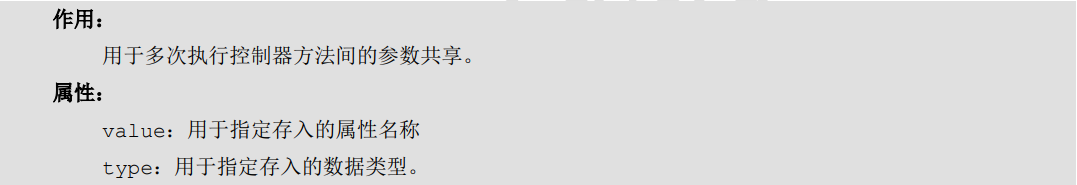 作用：
用于多次执行控制器方法间的参数共享。
属性：
value：用于指定存入的属性名称
type：用于指定存入的数据类型。